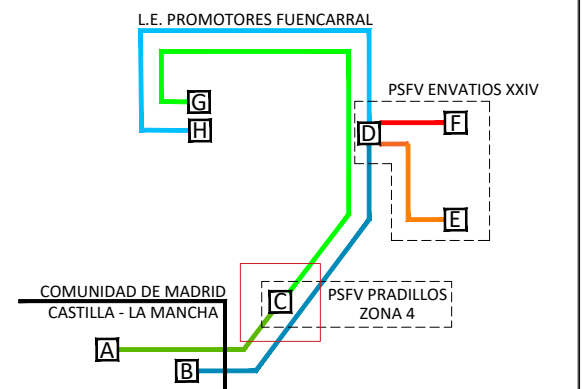 L.E. PROMOTORES FUENCARRAL
PSFV ENVATIOS XXIV
G
F
H
D
E
COMUNIDAD DE MADRID
C
PSFV PRADILLOS
ZONA 4
CASTILLA - LA MANCHA
A
B